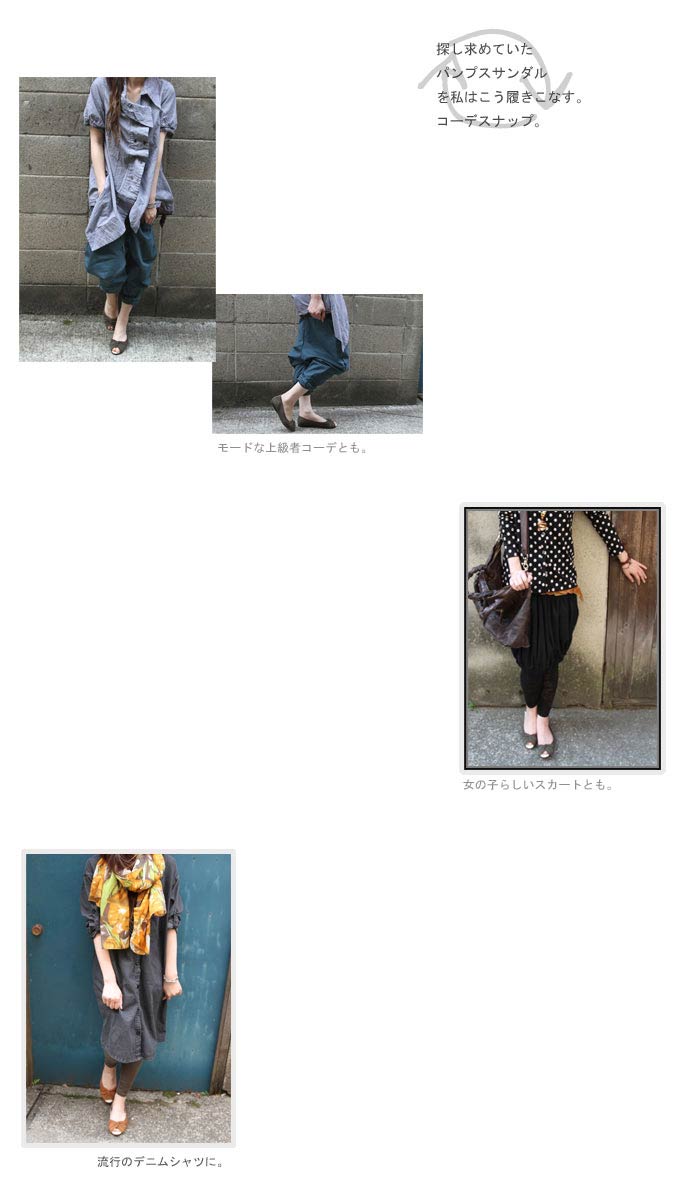 探し求めていた
パンプスサンダル
を私はこう履きこなす。
コーデスナップ。
モードな上級者コーデとも。
女の子らしいスカートとも。
流行のデニムシャツに。